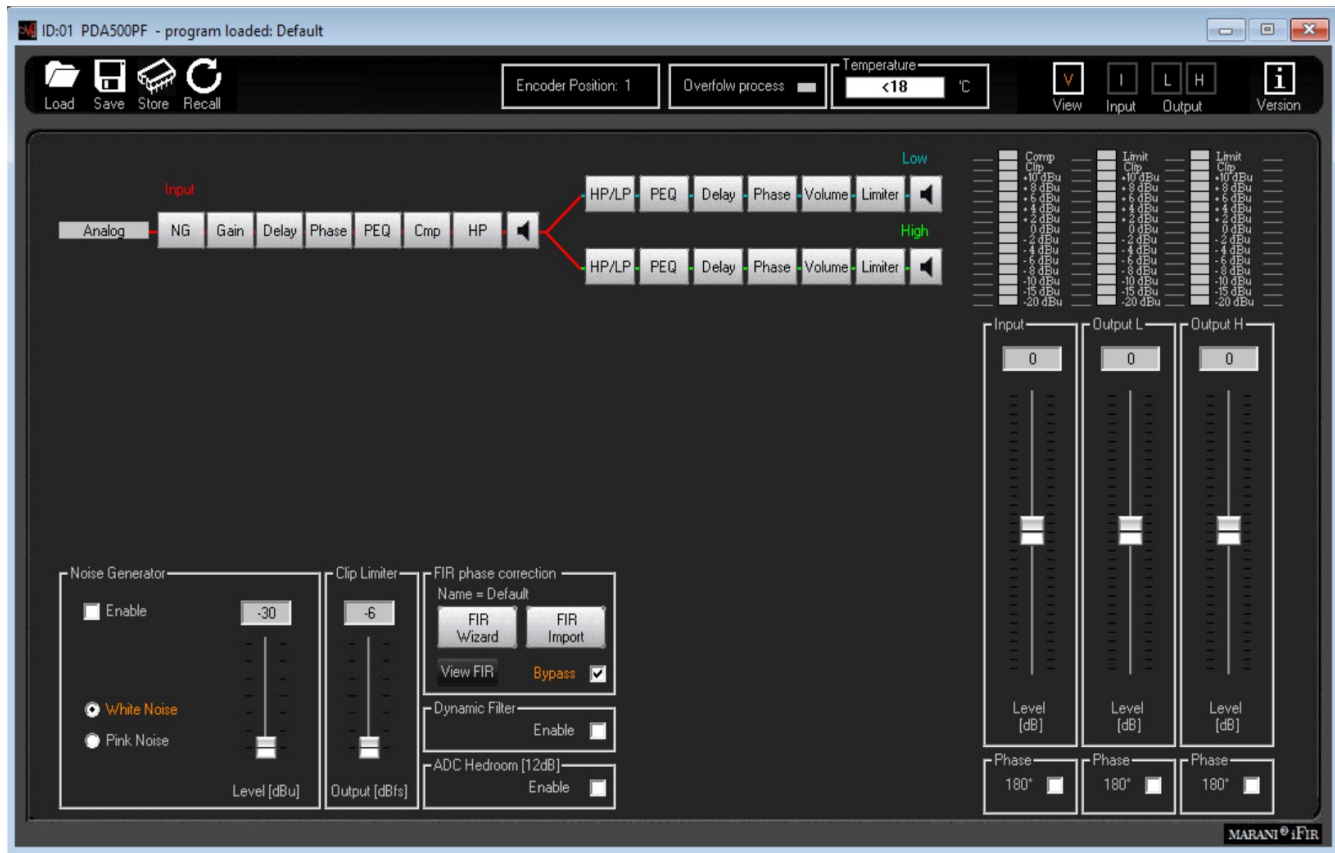 ID:01 PDA500PF - program loaded: Default
Load Save Store Recall
Encoder Position: 1
Overfolw process
Temperature
<18 °C
V I L H i
View Input Output Version
Input
Analog NG Gain Delay Phase PEQ Cmp HP
Low
HP/LP PEQ Delay Phase Volume Limiter
High
HP/LP PEQ Delay Phase Volume Limiter
Comp
Clip
+10 dBu
+8 dBu
+6 dBu
+4 dBu
+2 dBu
0 dBu
-2 dBu
-4 dBu
-6 dBu
-8 dBu
-10 dBu
-15 dBu
-20 dBu
Limit
Clip
+10 dBu
+8 dBu
+6 dBu
+4 dBu
+2 dBu
0 dBu
-2 dBu
-4 dBu
-6 dBu
-8 dBu
-10 dBu
-15 dBu
-20 dBu
Limit
Clip
+10 dBu
+8 dBu
+6 dBu
+4 dBu
+2 dBu
0 dBu
-2 dBu
-4 dBu
-6 dBu
-8 dBu
-10 dBu
-15 dBu
-20 dBu
Input
0
Level
[dB]
Phase
180°
Output L
0
Level
[dB]
Phase
180°
Output H
0
Level
[dB]
Phase
180°
Noise Generator
Enable
-30
White Noise
Pink Noise
Level [dBu]
Clip Limiter
-6
Output [dBfs]
FIR phase correction
Name = Default
FIR
Wizard
FIR
Import
View FIR
Bypass
Dynamic Filter
Enable
ADC Hedroom [12dB]
Enable
MARANI® iFIR